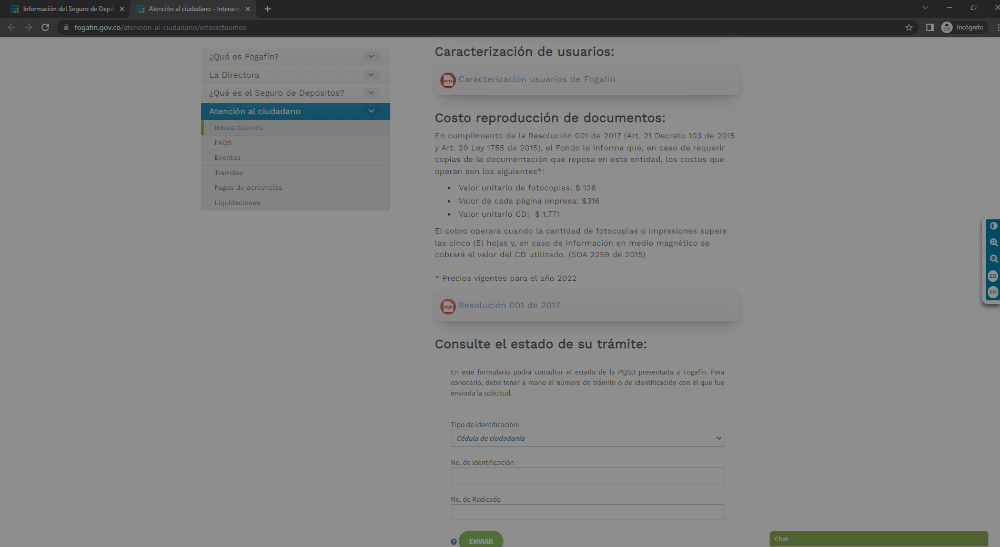 Información del Seguro de Depó
Atención al ciudadano - Interactu
fogafin.gov.co/atencion-al-ciudadano/interactuemos
Incógnito
¿Qué es Fogafín?
La Directora
¿Qué es el Seguro de Depósitos?
Atención al ciudadano
Interactuemos
FAQS
Eventos
Trámites
Pagos de acreencias
Liquidaciones
Caracterización de usuarios:
PPTX
Caracterización usuarios de Fogafín
Costo reproducción de documentos:
En cumplimiento de la Resolución 001 de 2017 (Art. 21 Decreto 103 de 2015
y Art. 29 Ley 1755 de 2015), el Fondo le informa que, en caso de requerir
copias de la documentación que reposa en esta entidad, los costos que
operan son los siguientes*:
• Valor unitario de fotocopias: $ 136
• Valor de cada página impresa: $316
• Valor unitario CD:  $ 1.771
El cobro operará cuando la cantidad de fotocopias o impresiones supere
las cinco (5) hojas y, en caso de información en medio magnético se
cobrará el valor del CD utilizado. (SOA 2259 de 2015)
* Precios vigentes para el año 2022
PDF
Resolución 001 de 2017
Consulte el estado de su trámite:
En este formulario podrá consultar el estado de la PQSD presentada a Fogafín. Para
conocerlo, debe tener a mano el número de trámite o de identificación con el que fue
enviada la solicitud.
Tipo de identificación:
Cédula de ciudadanía
No. de identificación
No. de Radicado
?
ENVIAR
ES
EN
Chat